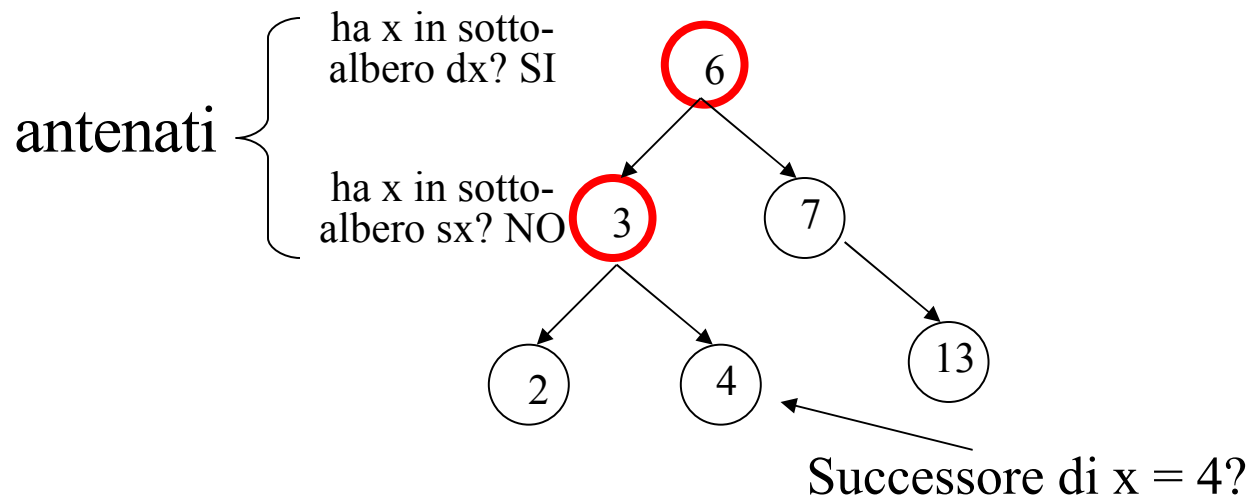 ha x in sotto-
albero dx? SI
6
antenati
ha x in sotto-
albero sx? NO
3
7
2
4
13
Successore di x = 4?